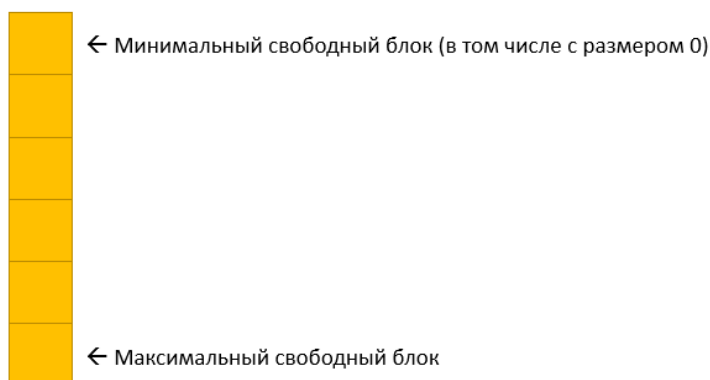 ← Минимальный свободный блок (в том числе с размером 0)
← Максимальный свободный блок